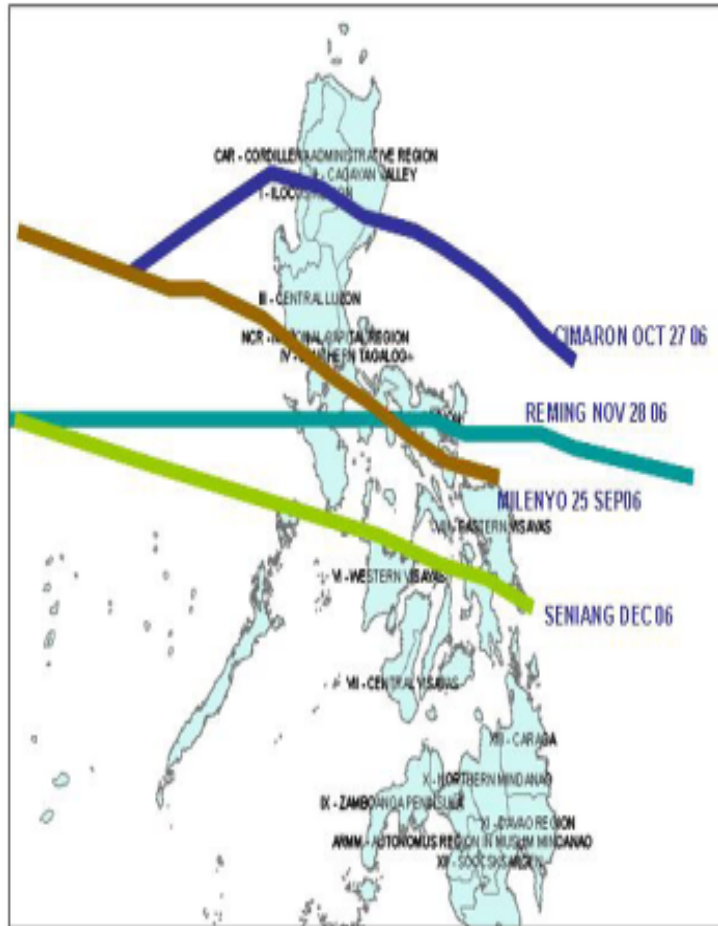 CAR - CORDILLERA ADMINISTRATIVE REGION
II - CAGAYAN VALLEY
I - ILOCOS REGION
III - CENTRAL LUZON
NCR - NATIONAL CAPITAL REGION
IV - SOUTHERN TAGALOG
CIMARON OCT 27 06
REMING NOV 28 06
MILENYO 25 SEP06
EASTERN VISAYAS
VI - WESTERN VISAYAS
SENIANG DEC 06
VII - CENTRAL VISAYAS
XIII - CARAGA
X - NORTHERN MINDANAO
IX - ZAMBOANGA PENINSULA
XI - DAVAO REGION
ARMM - AUTONOMUS REGION IN MUSLIM MINDANAO
XII - SOCCSKSARGEN